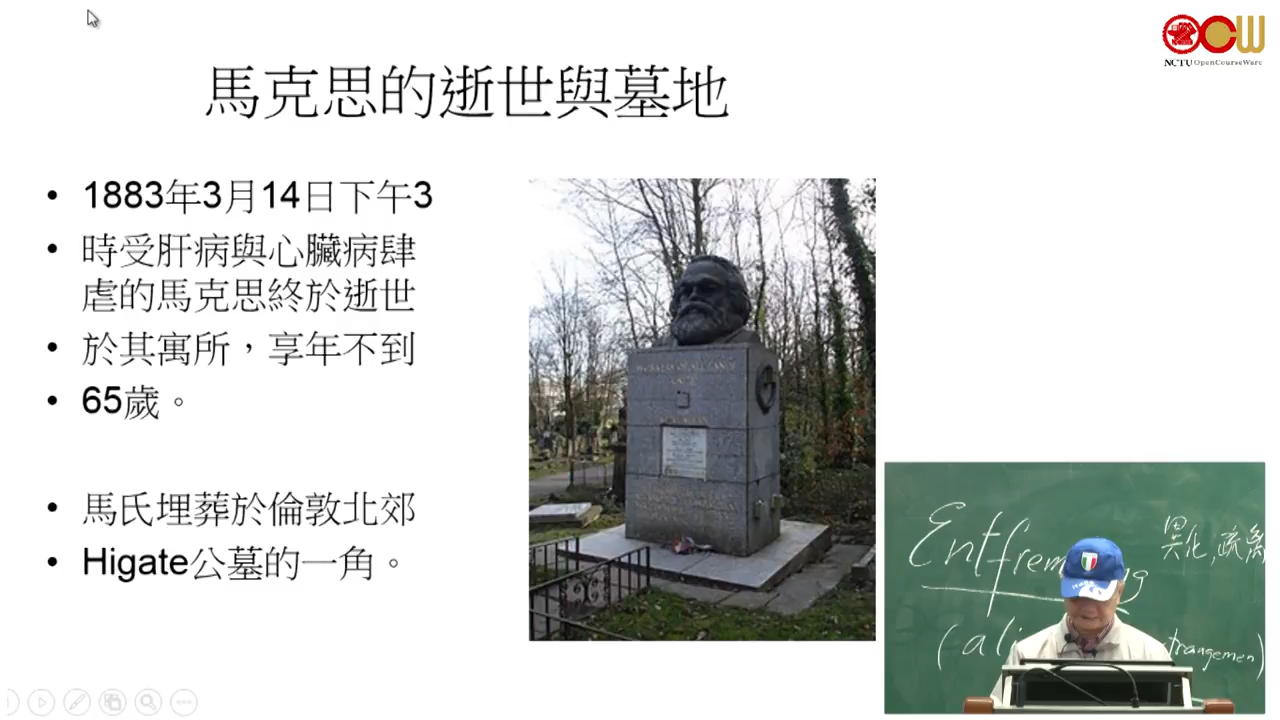 馬克思的逝世與墓地
• 1883年3月14日下午3
• 時受肝病與心臟病肆
虐的馬克思終於逝世
• 於其寓所，享年不到
• 65歲。
• 馬氏埋葬於倫敦北郊
• Higate公墓的一角。
NCTU OpenCourseWare
異化,疏離